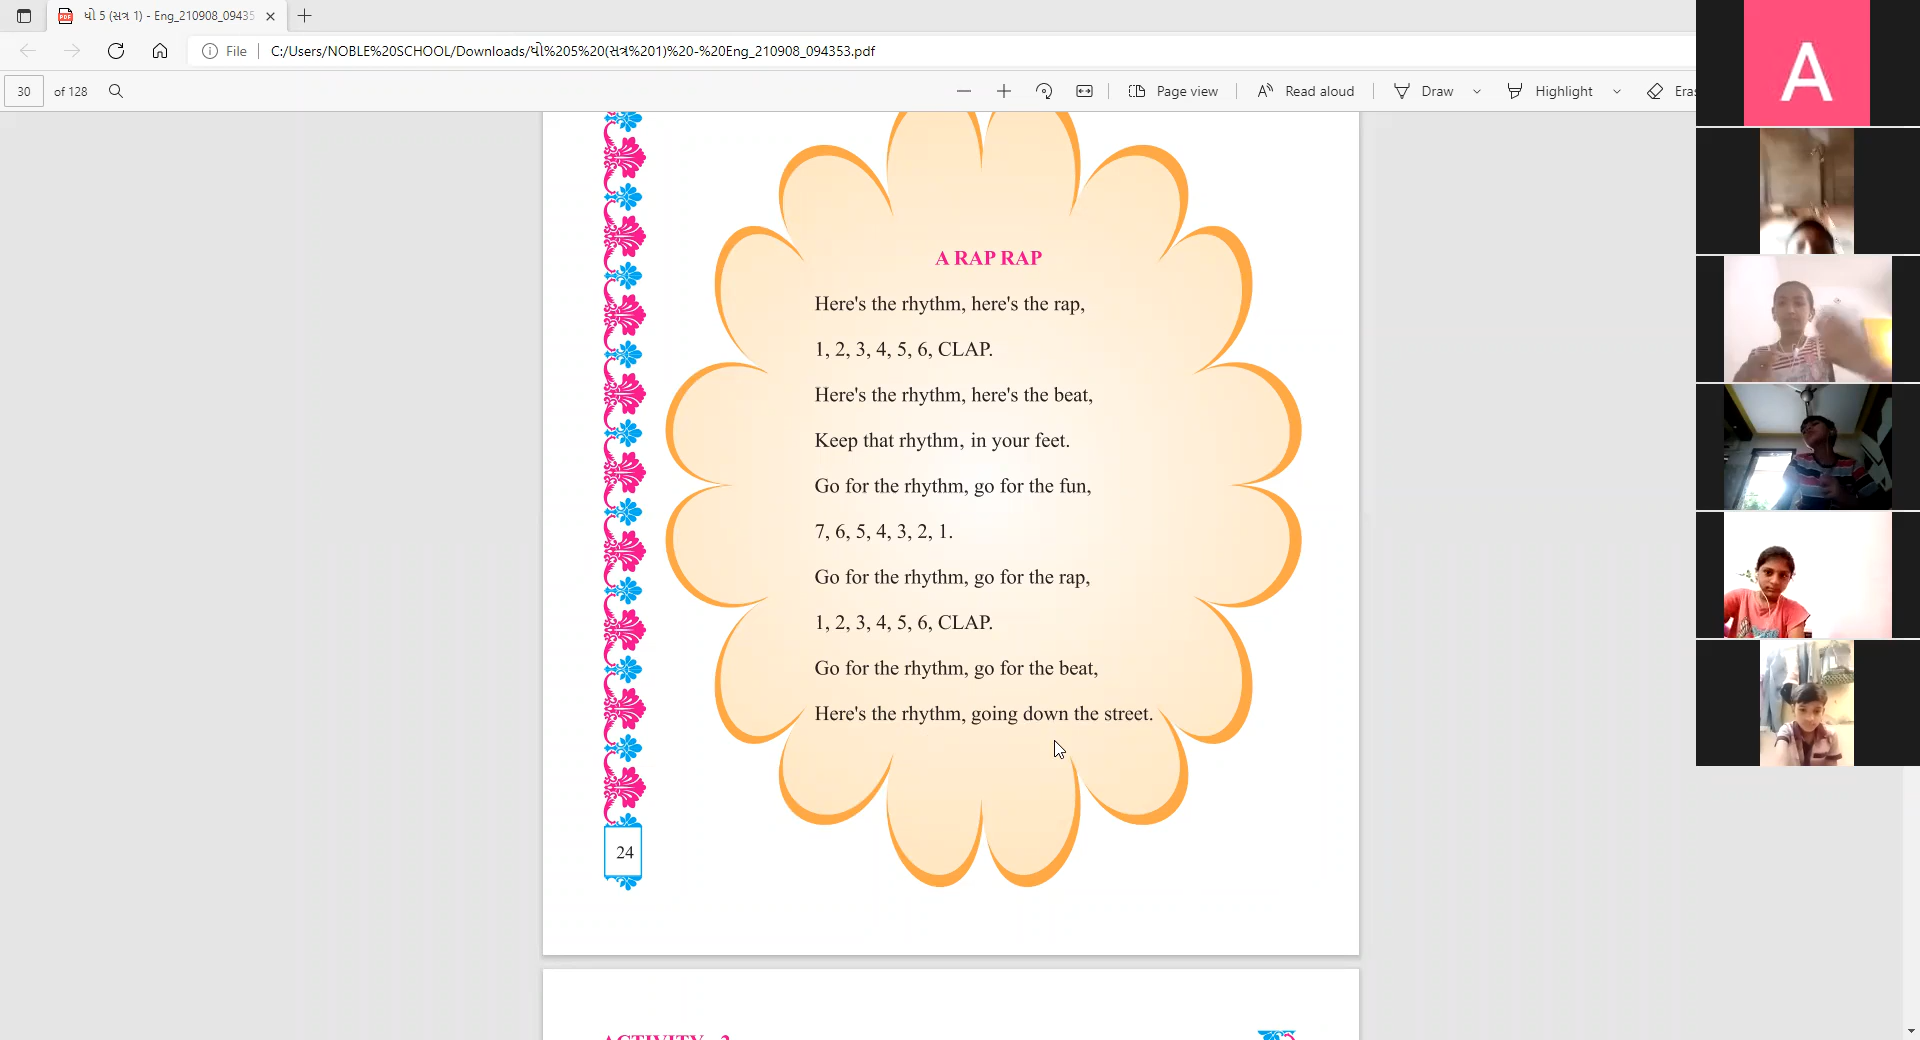 ધો 5 (સત્ર 1) - Eng_210908_09435
File C:/Users/NOBLE%20SCHOOL/Downloads/ધો%205%20(સત્ર%201)%20-%20Eng_210908_094353.pdf
30 of 128 Page view Read aloud Draw Highlight Eras
A
A RAP RAP
Here's the rhythm, here's the rap,
1, 2, 3, 4, 5, 6, CLAP.
Here's the rhythm, here's the beat,
Keep that rhythm, in your feet.
Go for the rhythm, go for the fun,
7, 6, 5, 4, 3, 2, 1.
Go for the rhythm, go for the rap,
1, 2, 3, 4, 5, 6, CLAP.
Go for the rhythm, go for the beat,
Here's the rhythm, going down the street.
24
ACTIVITY - 2